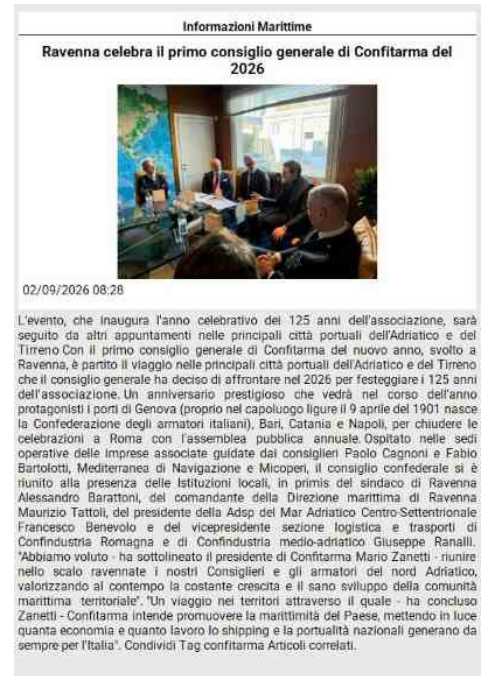 Informazioni Marittime
Ravenna celebra il primo consiglio generale di Confitarma del
2026
02/09/2026 08:28
L'evento, che inaugura l'anno celebrativo dei 125 anni dell'associazione, sarà
seguito da altri appuntamenti nelle principali città portuali dell'Adriatico e del
Tirreno Con il primo consiglio generale di Confitarma del nuovo anno, svolto a
Ravenna, è partito il viaggio nelle principali città portuali dell'Adriatico e del Tirreno
che il consiglio generale ha deciso di affrontare nel 2026 per festeggiare i 125 anni
dell'associazione. Un anniversario prestigioso che vedrà nel corso dell'anno
protagonisti i porti di Genova (proprio nel capoluogo ligure il 9 aprile del 1901 nasce
la Confederazione degli armatori italiani), Bari, Catania e Napoli, per chiudere le
celebrazioni a Roma con l'assemblea pubblica annuale. Ospitato nelle sedi
operative delle imprese associate guidate dai consiglieri Paolo Cagnoni e Fabio
Bartolotti, Mediterranea di Navigazione e Micoperi, il consiglio confederale si è
riunito alla presenza delle Istituzioni locali, in primis del sindaco di Ravenna
Alessandro Barattoni, del comandante della Direzione marittima di Ravenna
Maurizio Tattoli, del presidente della Adsp del Mar Adriatico Centro-Settentrionale
Francesco Benevolo e del vicepresidente sezione logistica e trasporti di
Confindustria Romagna e di Confindustria medio-adriatico Giuseppe Ranalli.
"Abbiamo voluto - ha sottolineato il presidente di Confitarma Mario Zanetti - riunire
nello scalo ravennate i nostri Consiglieri e gli armatori del nord Adriatico,
valorizzando al contempo la costante crescita e il sano sviluppo della comunità
marittima territoriale". "Un viaggio nei territori attraverso il quale - ha concluso
Zanetti - Confitarma intende promuovere la marittimità del Paese, mettendo in luce
quanta economia e quanto lavoro lo shipping e la portualità nazionali generano da
sempre per l'Italia". Condividi Tag confitarma Articoli correlati.